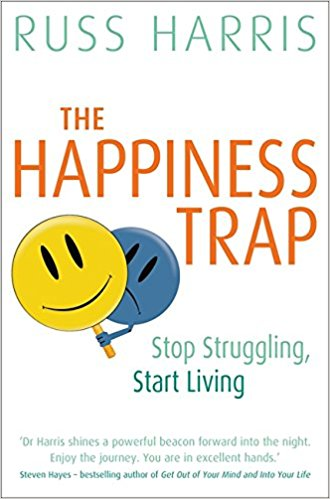 RUSS HARRIS
THE
HAPPINESS
TRAP
Stop Struggling,
Start Living
'Dr Harris shines a powerful beacon forward into the night.
Enjoy the journey. You are in excellent hands.'
Steven Hayes – bestselling author of Get Out of Your Mind and Into Your Life